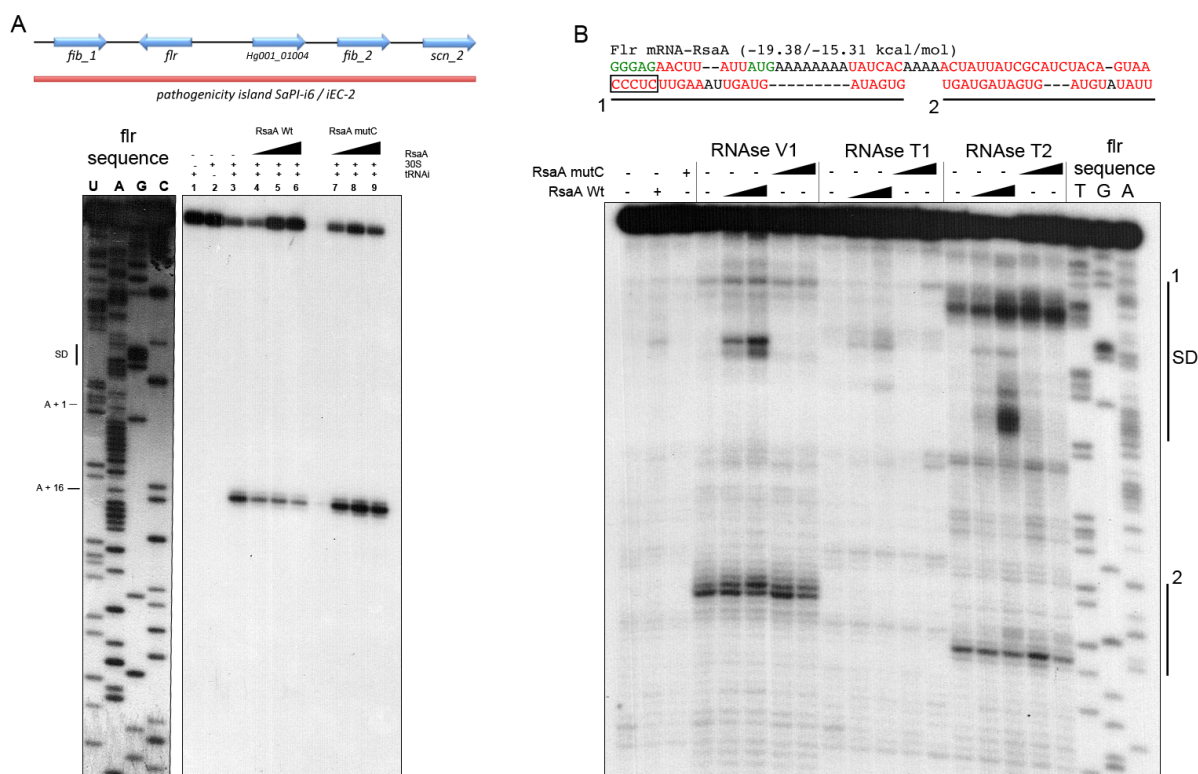 A
fib_1 flr Hg001_01004 fib_2 scn_2
pathogenicity island SaPI-i6 / iEC-2
flr
sequence
U A G C
RsaA Wt RsaA mutC
- - - + + + + + + RsaA
- + + + + + + + + 30S
+ - + + + + + + + tRNAi
1 2 3 4 5 6 7 8 9
SD
A + 1
A + 16
B
Flr mRNA-RsaA (-19.38/-15.31 kcal/mol)
GGGAGAACUU--AUUAUGAAAAAAAAUAUCACAAAAACUAUUAUCGCAUCUACA-GUAA
CCCUCUUGAAAUUGAUG---------AUAGUG UGAUGAUAGUG---AUGUAUAUU
1 2
RNAse V1 RNAse T1 RNAse T2 flr
sequence
RsaA mutC - - + - - - - - - - -
RsaA Wt - + - - - - - - - - -
T G A
1
SD
2